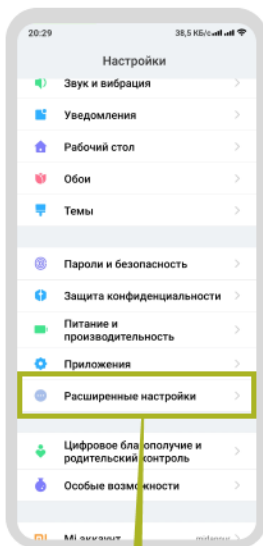 20:29
38,5 КБ/с
Настройки
Звук и вибрация
Уведомления
Рабочий стол
Обои
Темы
Пароли и безопасность
Защита конфиденциальности
Питание и
производительность
Приложения
Расширенные настройки
Цифровое благополучие и
родительский контроль
Особые возможности
Mi аккаунт